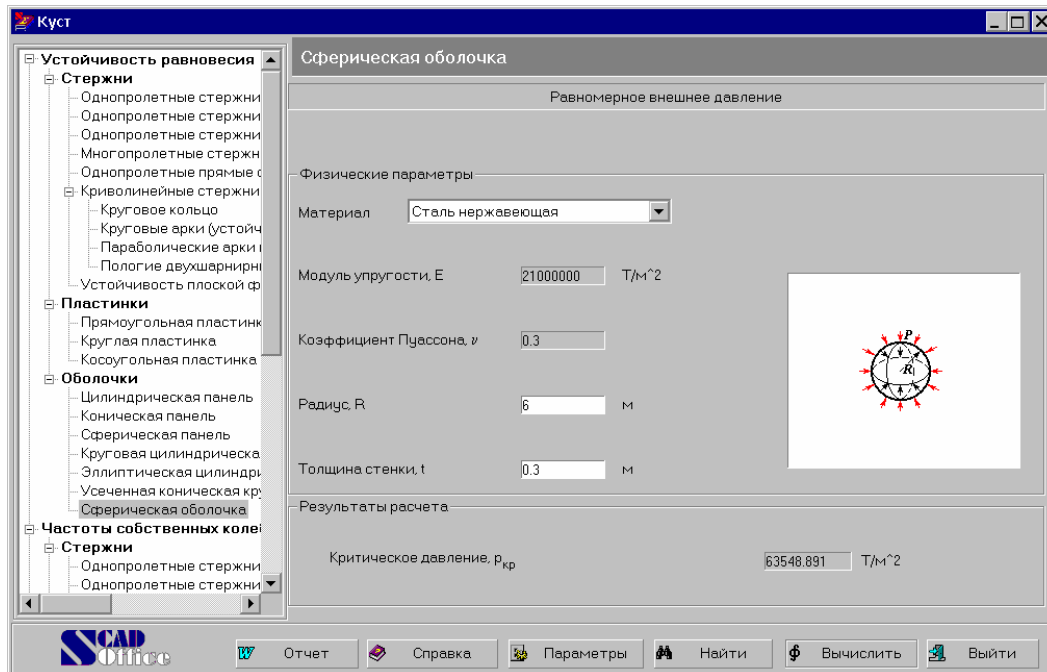 Куст
Устойчивость равновесия
Стержни
Однопролетные стержни
Однопролетные стержни
Однопролетные стержни
Многопролетные стержн
Однопролетные прямые с
Криволинейные стержни
Круговое кольцо
Круговые арки (устойч
Параболические арки
Пологие двухшарнирн
Устойчивость плоской ф
Пластинки
Прямоугольная пластинк
Круглая пластинка
Косоугольная пластинка
Оболочки
Цилиндрическая панель
Коническая панель
Сферическая панель
Круговая цилиндрическа
Эллиптическая цилиндри
Усеченная коническая кру
Сферическая оболочка
Частоты собственных колеб
Стержни
Однопролетные стержни
Однопролетные стержни
Сферическая оболочка
Равномерное внешнее давление
Физические параметры
Материал Сталь нержавеющая
Модуль упругости, E 21000000 Т/м^2
Коэффициент Пуассона, ν 0.3
Радиус, R 6 м
Толщина стенки, t 0.3 м
P
R
Результаты расчета
Критическое давление, pкр 63548.891 Т/м^2
SCAD Office
Отчет Справка Параметры Найти Вычислить Выйти